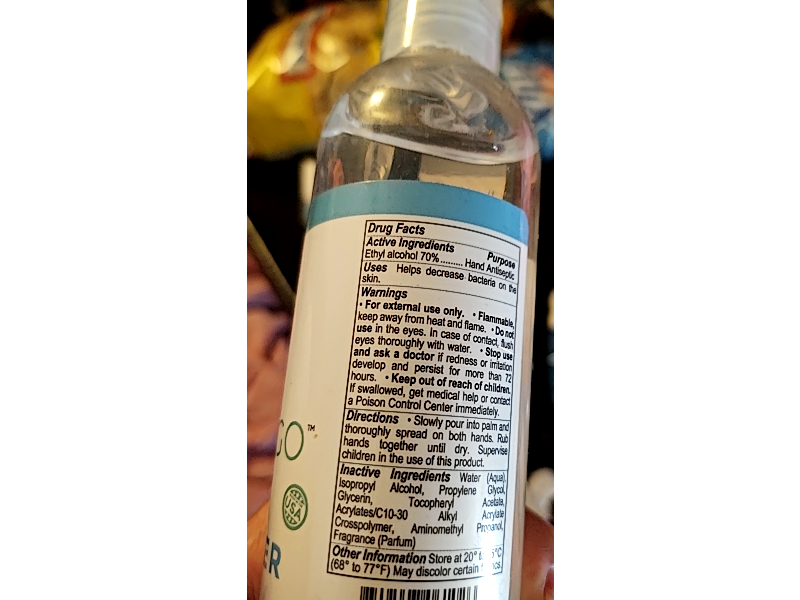 Drug Facts
Active Ingredients Purpose
Ethyl alcohol 70%......... Hand Antiseptic
Uses Helps decrease bacteria on the
skin.
Warnings
• For external use only. • Flammable,
keep away from heat and flame. • Do not
use in the eyes. In case of contact, flush
eyes thoroughly with water. • Stop use
and ask a doctor if redness or irritation
develop and persist for more than 72
hours. • Keep out of reach of children.
If swallowed, get medical help or contact
a Poison Control Center immediately.
Directions • Slowly pour into palm and
thoroughly spread on both hands. Rub
hands together until dry. Supervise
children in the use of this product.
Inactive Ingredients Water (Aqua),
Isopropyl Alcohol, Propylene Glycol,
Glycerin, Tocopheryl Acetate,
Acrylates/C10-30 Alkyl Acrylate
Crosspolymer, Aminomethyl Propanol,
Fragrance (Parfum)
Other Information Store at 20°
(68° to 77°F) May discolor certain
CO™
USA
ER